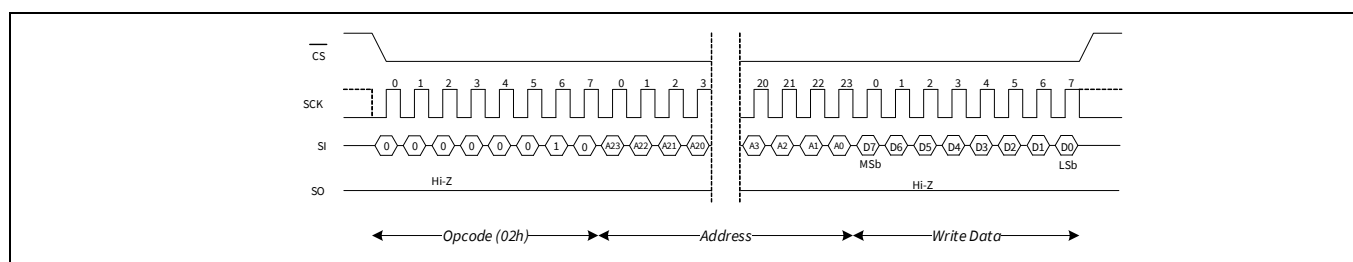 CS
0 1 2 3 4 5 6 7 0 1 2 3 20 21 22 23 0 1 2 3 4 5 6 7
SCK
SI 0 0 0 0 0 0 1 0 A23 A22 A21 A20 A3 A2 A1 A0 D7 D6 D5 D4 D3 D2 D1 D0
MSb LSb
Hi-Z Hi-Z
SO
Opcode (02h) Address Write Data